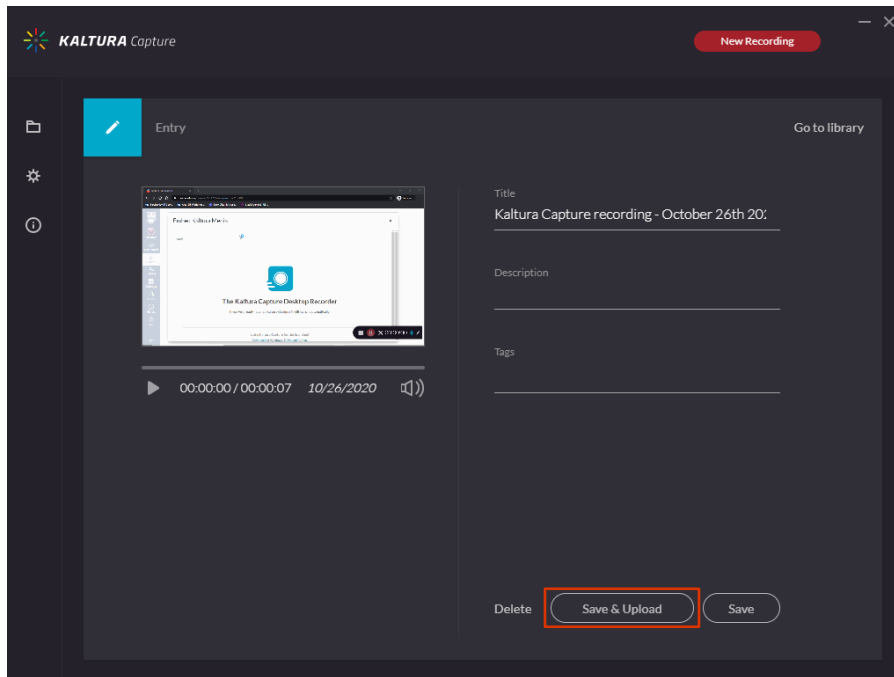 KALTURA Capture
New Recording
Entry
Go to library
The Kaltura Capture Desktop Recorder
00:00:00 / 00:00:07 10/26/2020
Title
Kaltura Capture recording - October 26th 202
Description
Tags
Delete
Save & Upload
Save